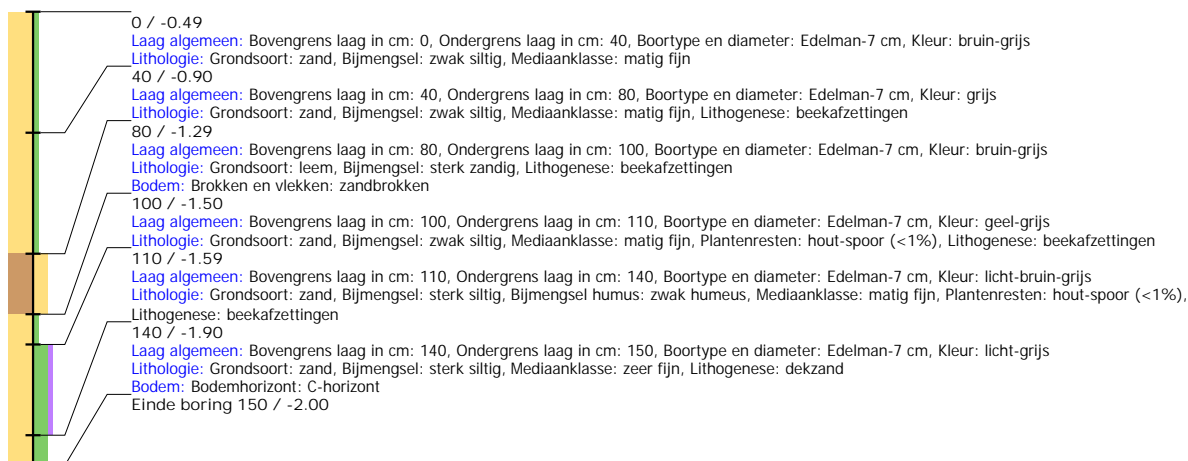 0 / -0.49
Laag algemeen: Bovengrens laag in cm: 0, Ondergrens laag in cm: 40, Boortype en diameter: Edelman-7 cm, Kleur: bruin-grijs
Lithologie: Grondsoort: zand, Bijmengsel: zwak siltig, Mediaanklasse: matig fijn
40 / -0.90
Laag algemeen: Bovengrens laag in cm: 40, Ondergrens laag in cm: 80, Boortype en diameter: Edelman-7 cm, Kleur: grijs
Lithologie: Grondsoort: zand, Bijmengsel: zwak siltig, Mediaanklasse: matig fijn, Lithogenese: beekafzettingen
80 / -1.29
Laag algemeen: Bovengrens laag in cm: 80, Ondergrens laag in cm: 100, Boortype en diameter: Edelman-7 cm, Kleur: bruin-grijs
Lithologie: Grondsoort: leem, Bijmengsel: sterk zandig, Lithogenese: beekafzettingen
Bodem: Brokken en vlekken: zandbrokken
100 / -1.50
Laag algemeen: Bovengrens laag in cm: 100, Ondergrens laag in cm: 110, Boortype en diameter: Edelman-7 cm, Kleur: geel-grijs
Lithologie: Grondsoort: zand, Bijmengsel: zwak siltig, Mediaanklasse: matig fijn, Plantenresten: hout-spoor (<1%), Lithogenese: beekafzettingen
110 / -1.59
Laag algemeen: Bovengrens laag in cm: 110, Ondergrens laag in cm: 140, Boortype en diameter: Edelman-7 cm, Kleur: licht-bruin-grijs
Lithologie: Grondsoort: zand, Bijmengsel: sterk siltig, Bijmengsel humus: zwak humeus, Mediaanklasse: matig fijn, Plantenresten: hout-spoor (<1%),
Lithogenese: beekafzettingen
140 / -1.90
Laag algemeen: Bovengrens laag in cm: 140, Ondergrens laag in cm: 150, Boortype en diameter: Edelman-7 cm, Kleur: licht-grijs
Lithologie: Grondsoort: zand, Bijmengsel: sterk siltig, Mediaanklasse: zeer fijn, Lithogenese: dekzand
Bodem: Bodemhorizont: C-horizont
Einde boring 150 / -2.00